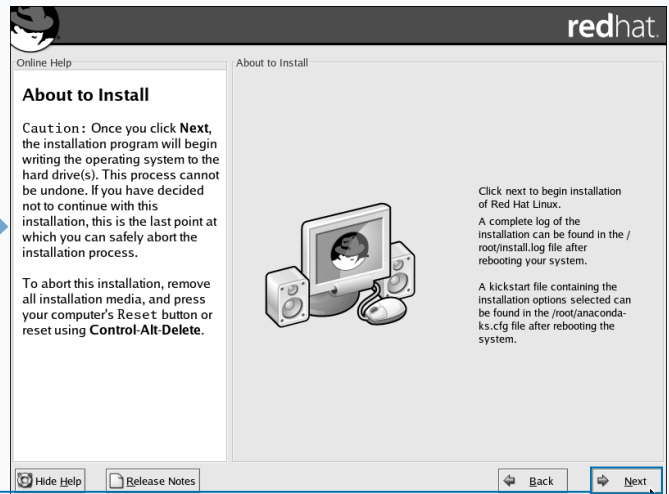 redhat.
Online Help
About to Install
Caution: Once you click Next,
the installation program will begin
writing the operating system to the
hard drive(s). This process cannot
be undone. If you have decided
not to continue with this
installation, this is the last point at
which you can safely abort the
installation process.
To abort this installation, remove
all installation media, and press
your computer's Reset button or
reset using Control-Alt-Delete.
About to Install
Click next to begin installation
of Red Hat Linux.
A complete log of the
installation can be found in the /
root/install.log file after
rebooting your system.
A kickstart file containing the
installation options selected can
be found in the /root/anaconda-
ks.cfg file after rebooting the
system.
Hide Help
Release Notes
Back
Next